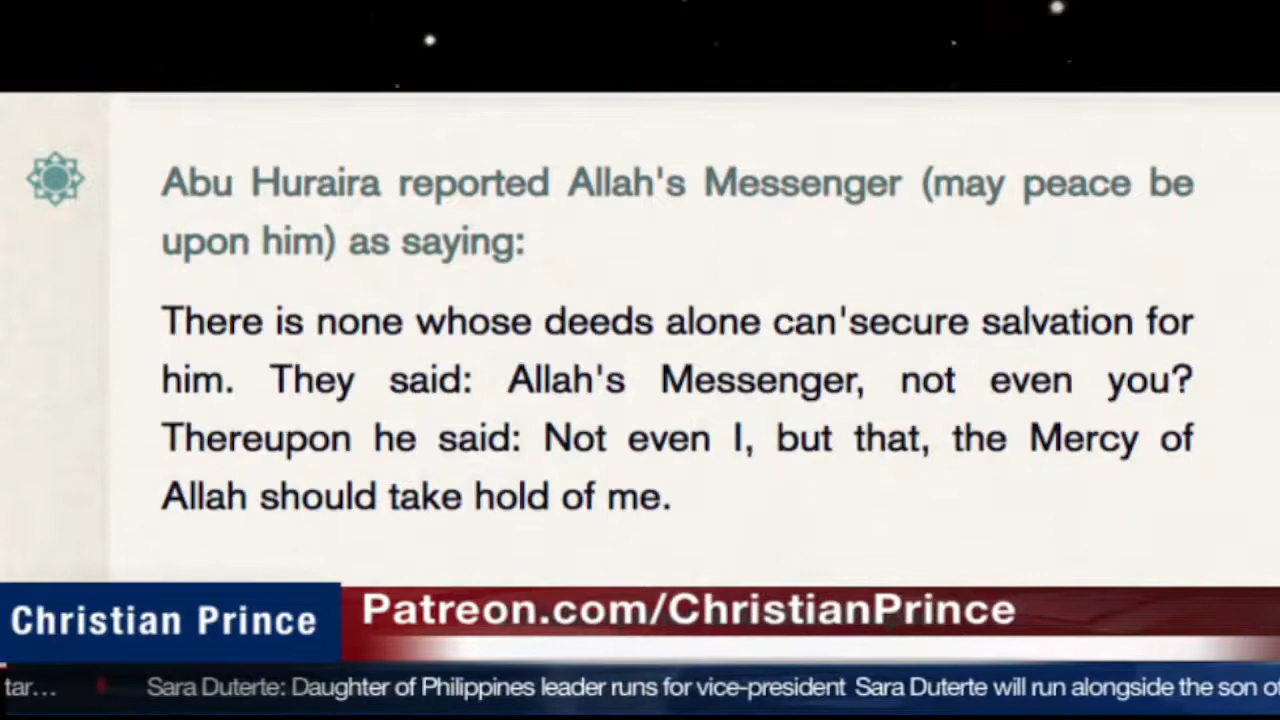 Abu Huraira reported Allah's Messenger (may peace be
upon him) as saying:
There is none whose deeds alone can'secure salvation for
him. They said: Allah's Messenger, not even you?
Thereupon he said: Not even I, but that, the Mercy of
Allah should take hold of me.
Christian Prince
Patreon.com/ChristianPrince
tar... Sara Duterte: Daughter of Philippines leader runs for vice-president Sara Duterte will run alongside the son of